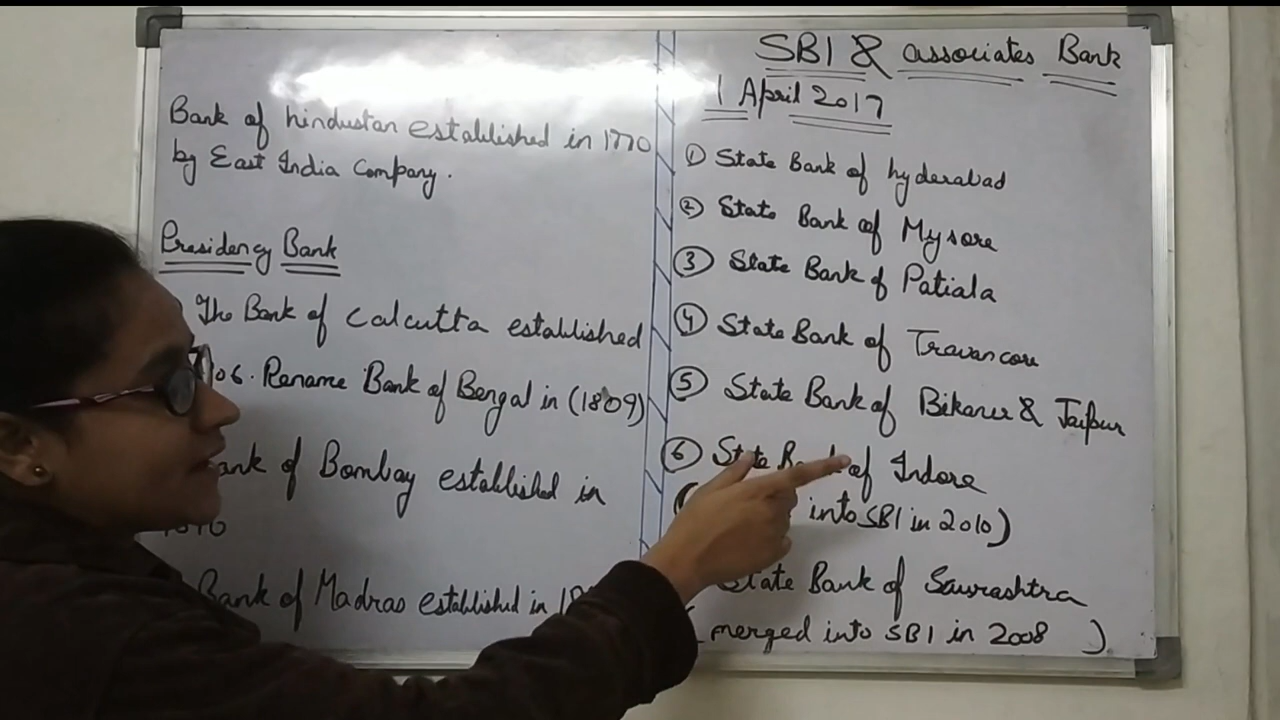 Bank of hindustan established in 1770
by East India Company.
Presidency Bank
The Bank of Calcutta established
06. Rename Bank of Bengal in (1809)
Bank of Bombay established in
Bank of Madras established in
SBI & associates Bank
1 April 2017
① State Bank of hyderabad
② State Bank of Mysore
③ State Bank of Patiala
④ State Bank of Travancore
⑤ State Bank of Bikaner & Jaipur
⑥ State Bank of Indore
into SBI in 2010)
State Bank of Saurashtra
( merged into SBI in 2008 )